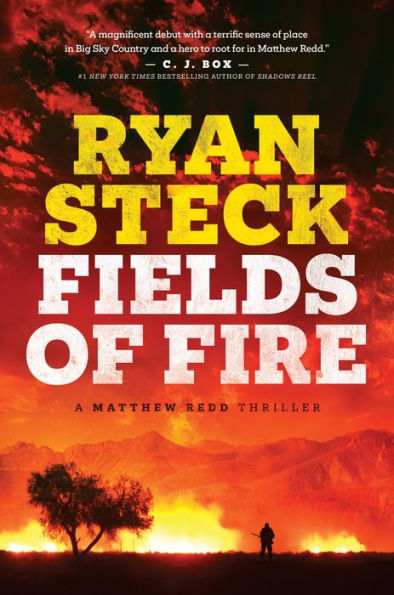 “A magnificent debut with a terrific sense of place
in Big Sky Country and a hero to root for in Matthew Redd.”
— C. J. BOX —
#1 NEW YORK TIMES BESTSELLING AUTHOR OF SHADOWS REEL
RYAN
STECK
FIELDS
OF FIRE
A MATTHEW REDD THRILLER